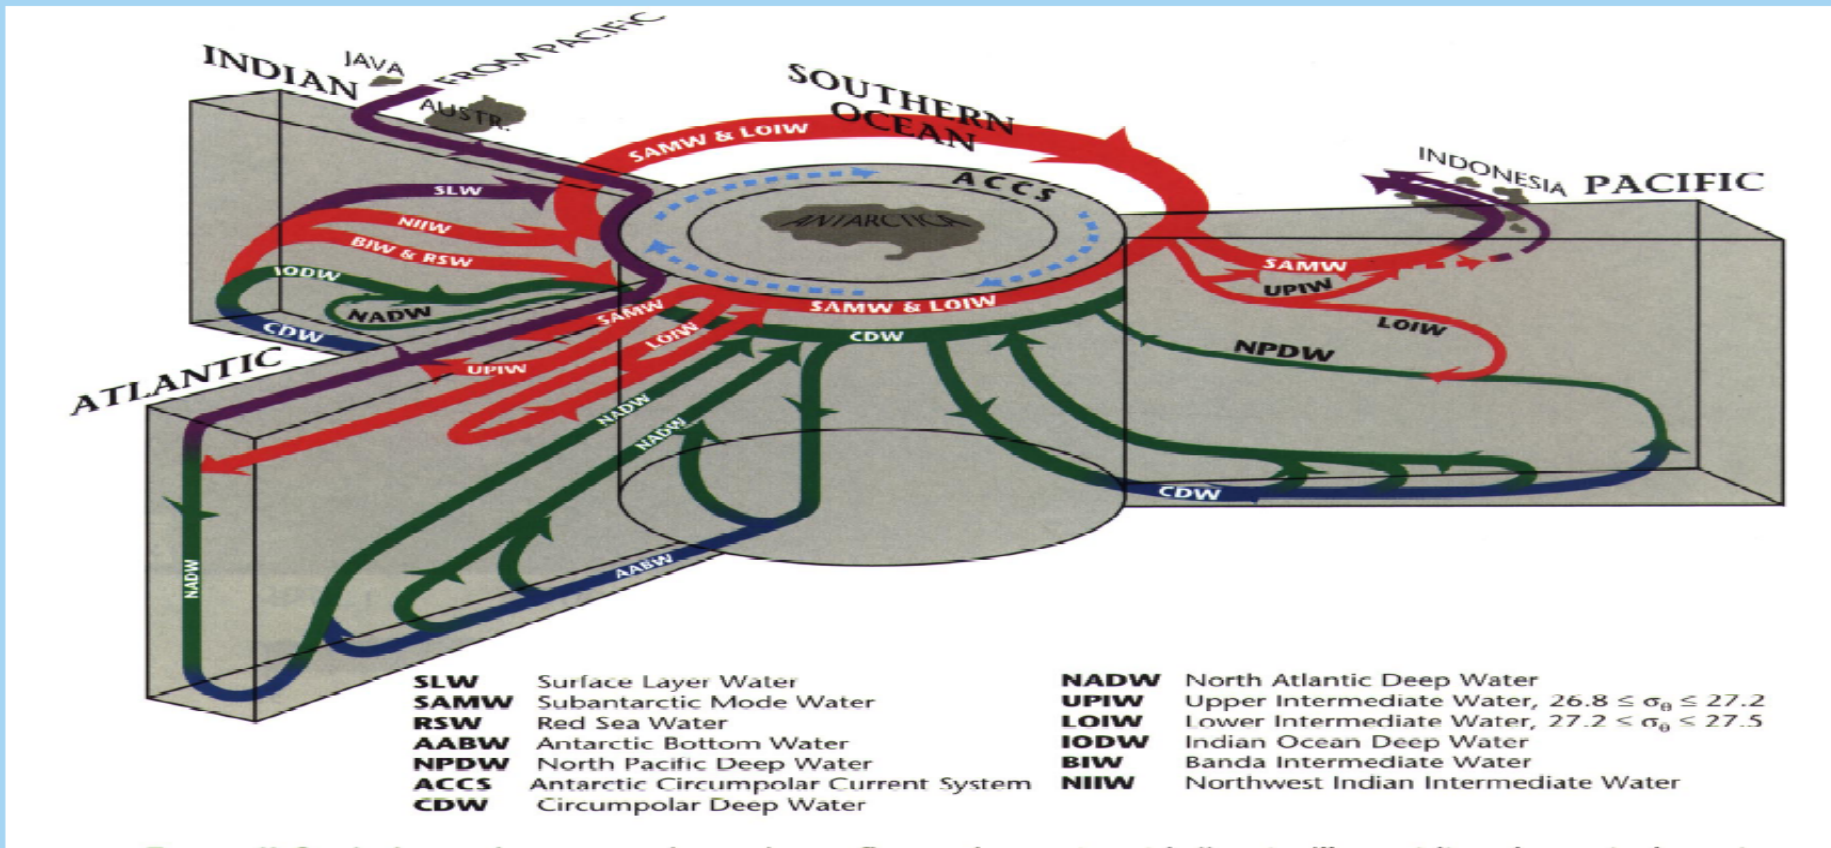 INDIAN
JAVA
FROM PACIFIC
AUSTR.
SOUTHERN
OCEAN
SAMW & LOIW
ACCS
ANTARCTICA
INDONESIA
PACIFIC
SLW
NIIW
BIW & RSW
IODW
NADW
CDW
SAMW
LOIW
UPIW
SAMW & LOIW
CDW
SAMW
UPIW
LOIW
NPDW
ATLANTIC
NADW
NADW
NADW
AABW
CDW
SLW Surface Layer Water
SAMW Subantarctic Mode Water
RSW Red Sea Water
AABW Antarctic Bottom Water
NPDW North Pacific Deep Water
ACCS Antarctic Circumpolar Current System
CDW Circumpolar Deep Water
NADW North Atlantic Deep Water
UPIW Upper Intermediate Water, 26.8 ≤ σθ ≤ 27.2
LOIW Lower Intermediate Water, 27.2 ≤ σθ ≤ 27.5
IODW Indian Ocean Deep Water
BIW Banda Intermediate Water
NIIW Northwest Indian Intermediate Water